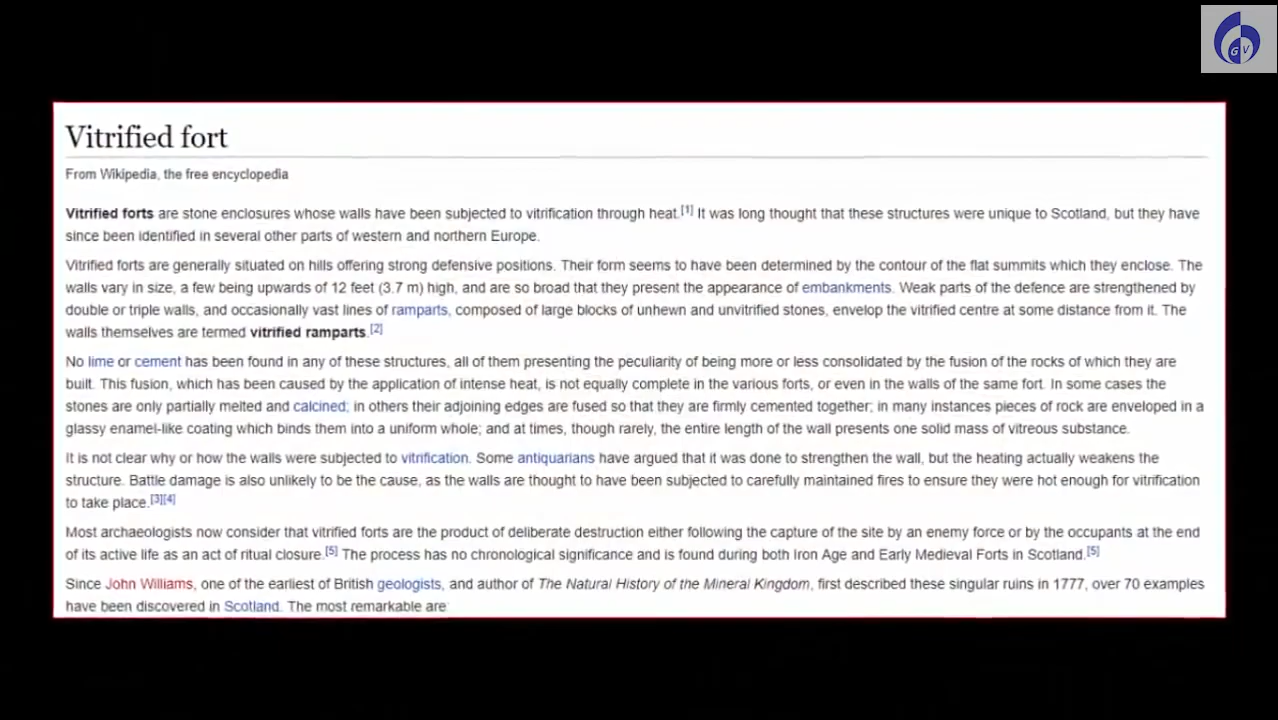 G V
Vitrified fort
From Wikipedia, the free encyclopedia
Vitrified forts are stone enclosures whose walls have been subjected to vitrification through heat.[1] It was long thought that these structures were unique to Scotland, but they have
since been identified in several other parts of western and northern Europe.
Vitrified forts are generally situated on hills offering strong defensive positions. Their form seems to have been determined by the contour of the flat summits which they enclose. The
walls vary in size, a few being upwards of 12 feet (3.7 m) high, and are so broad that they present the appearance of embankments. Weak parts of the defence are strengthened by
double or triple walls, and occasionally vast lines of ramparts, composed of large blocks of unhewn and unvitrified stones, envelop the vitrified centre at some distance from it. The
walls themselves are termed vitrified ramparts.[2]
No lime or cement has been found in any of these structures, all of them presenting the peculiarity of being more or less consolidated by the fusion of the rocks of which they are
built. This fusion, which has been caused by the application of intense heat, is not equally complete in the various forts, or even in the walls of the same fort. In some cases the
stones are only partially melted and calcined; in others their adjoining edges are fused so that they are firmly cemented together; in many instances pieces of rock are enveloped in a
glassy enamel-like coating which binds them into a uniform whole; and at times, though rarely, the entire length of the wall presents one solid mass of vitreous substance.
It is not clear why or how the walls were subjected to vitrification. Some antiquarians have argued that it was done to strengthen the wall, but the heating actually weakens the
structure. Battle damage is also unlikely to be the cause, as the walls are thought to have been subjected to carefully maintained fires to ensure they were hot enough for vitrification
to take place.[3][4]
Most archaeologists now consider that vitrified forts are the product of deliberate destruction either following the capture of the site by an enemy force or by the occupants at the end
of its active life as an act of ritual closure.[5] The process has no chronological significance and is found during both Iron Age and Early Medieval Forts in Scotland.[5]
Since John Williams, one of the earliest of British geologists, and author of The Natural History of the Mineral Kingdom, first described these singular ruins in 1777, over 70 examples
have been discovered in Scotland. The most remarkable are